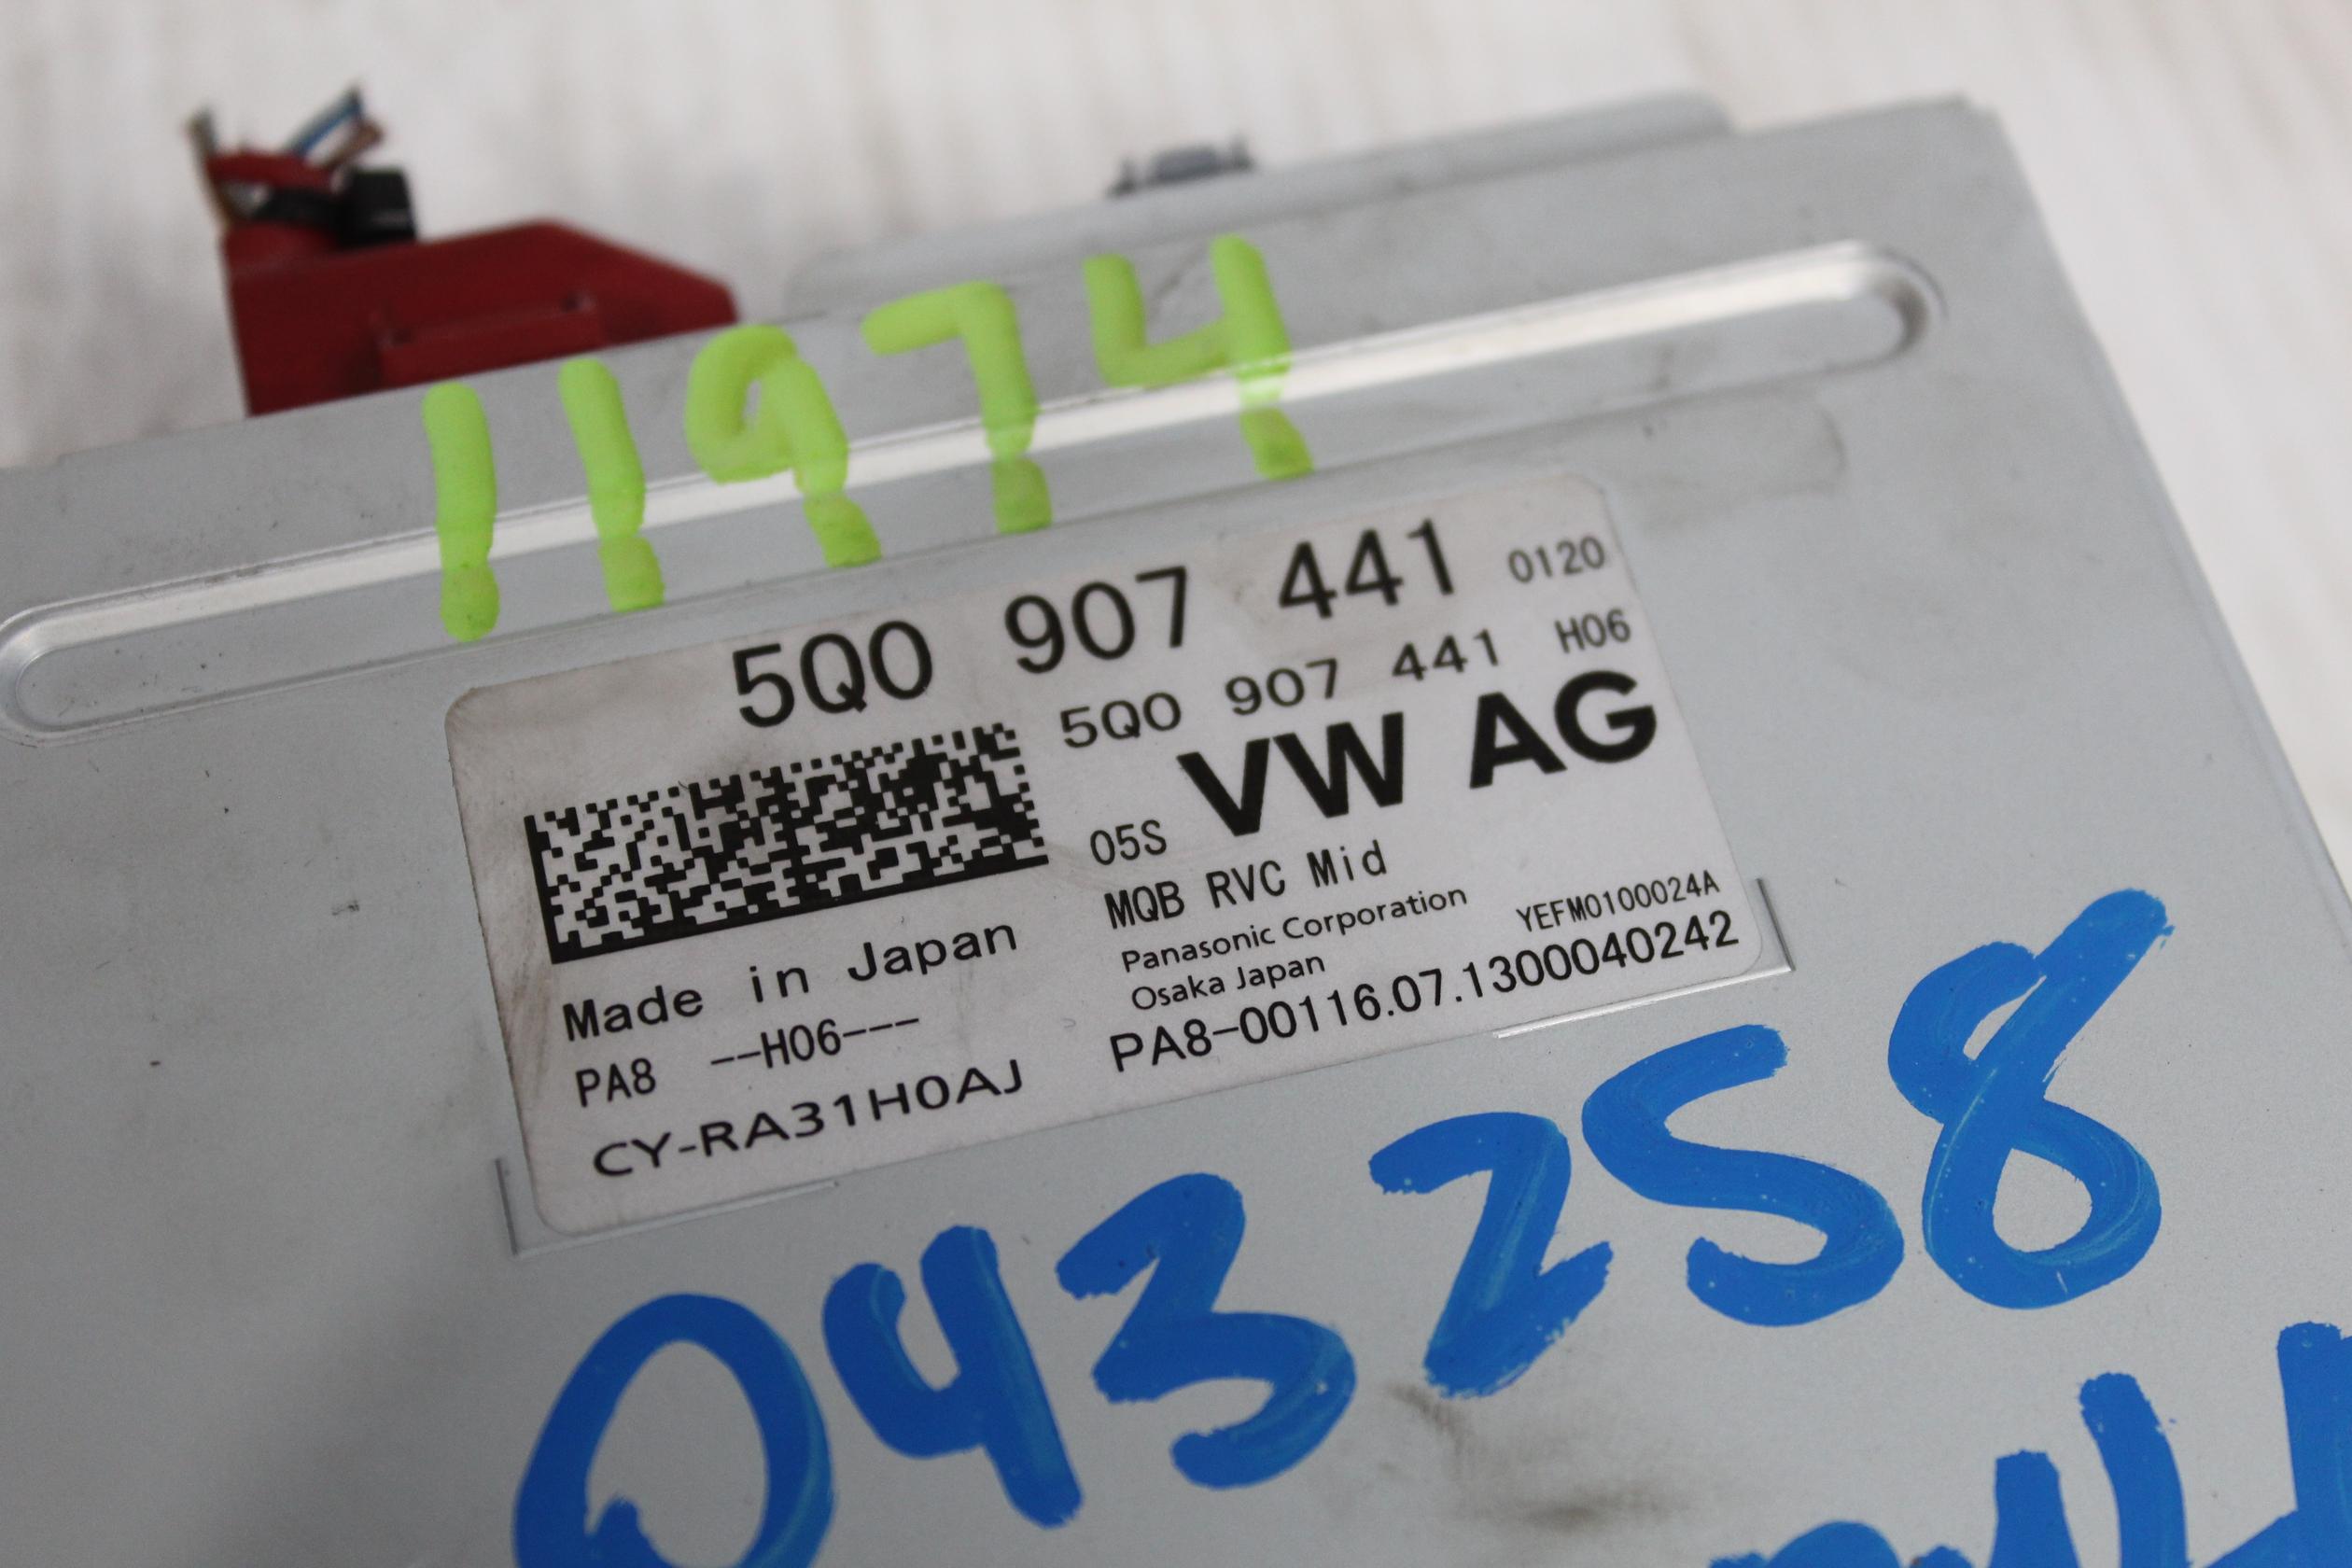 11974
5Q0 907 441 0120
5Q0 907 441 H06
05S VW AG
MQB RVC Mid
Panasonic Corporation YEFM0100024A
Osaka Japan
PA8-00116.07.1300040242
Made in Japan
PA8 --H06---
CY-RA31H0AJ
043258